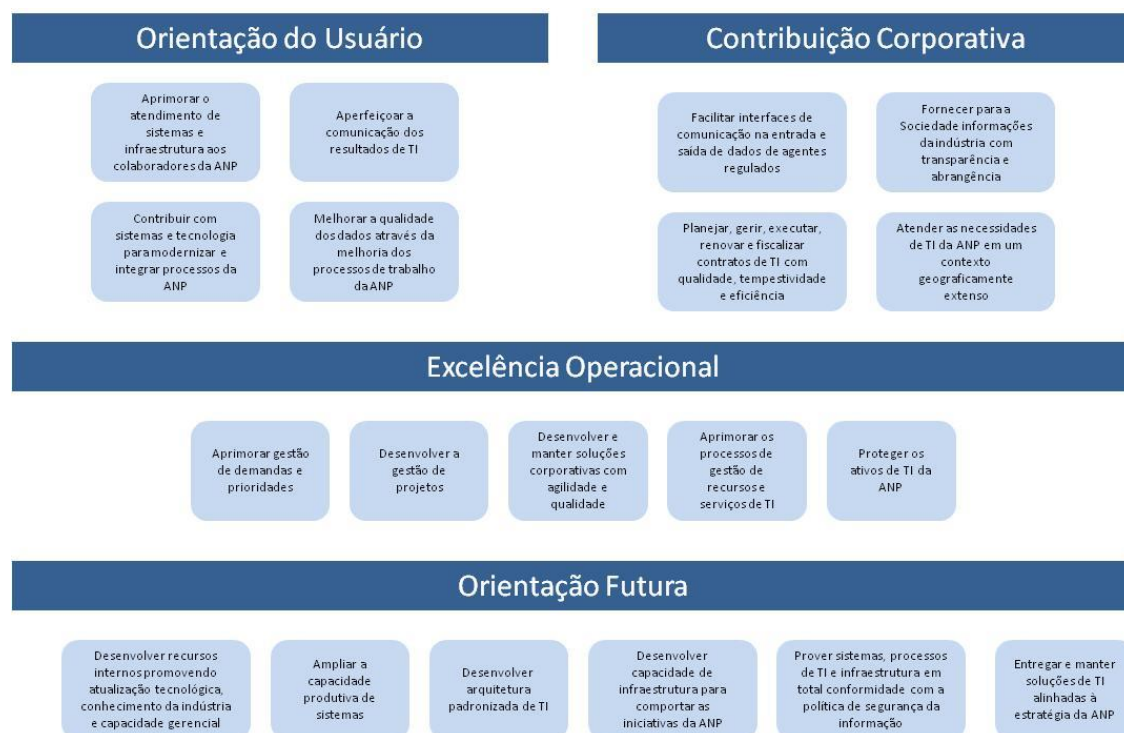 Orientação do Usuário
Aprimorar o
atendimento de
sistemas e
infraestrutura aos
colaboradores da ANP
Aperfeiçoar a
comunicação dos
resultados de TI
Contribuir com
sistemas e tecnologia
para modernizar e
integrar processos da
ANP
Melhorar a qualidade
dos dados através da
melhoria dos
processos de trabalho
da ANP
Contribuição Corporativa
Facilitar interfaces de
comunicação na entrada e
saída de dados de agentes
regulados
Fornecer para a
Sociedade informações
da indústria com
transparência e
abrangência
Planejar, gerir, executar,
renovar e fiscalizar
contratos de TI com
qualidade, tempestividade
e eficiência
Atender as necessidades
de TI da ANP em um
contexto
geograficamente
extenso
Excelência Operacional
Aprimorar gestão
de demandas e
prioridades
Desenvolver a
gestão de
projetos
Desenvolver e
manter soluções
corporativas com
agilidade e
qualidade
Aprimorar os
processos de
gestão de
recursos e
serviços de TI
Proteger os
ativos de TI da
ANP
Orientação Futura
Desenvolver recursos
internos promovendo
atualização tecnológica,
conhecimento da indústria
e capacidade gerencial
Ampliar a
capacidade
produtiva de
sistemas
Desenvolver
arquitetura
padronizada de TI
Desenvolver
capacidade de
infraestrutura para
comportar as
iniciativas da ANP
Prover sistemas, processos
de TI e infraestrutura em
total conformidade com a
política de segurança da
informação
Entregar e manter
soluções de TI
alinhadas à
estratégia da ANP